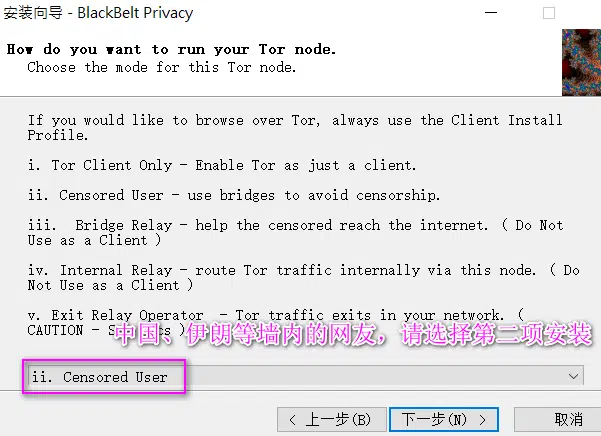 安装向导 - BlackBelt Privacy
How do you want to run your Tor node.
Choose the mode for this Tor node.
If you would like to browse over Tor, always use the Client Install
Profile.
i. Tor Client Only - Enable Tor as just a client.
ii. Censored User - use bridges to avoid censorship.
iii.  Bridge Relay - help the censored reach the internet. ( Do Not
Use as a Client )
iv. Internal Relay - route Tor traffic internally via this node. ( Do
Not Use as a Client )
v. Exit Relay Operator  - Tor traffic exits in your network. (
CAUTION - )
中国、伊朗等墙内的网友，请选择第二项安装
ii. Censored User
< 上一步(B)
下一步(N) >
取消